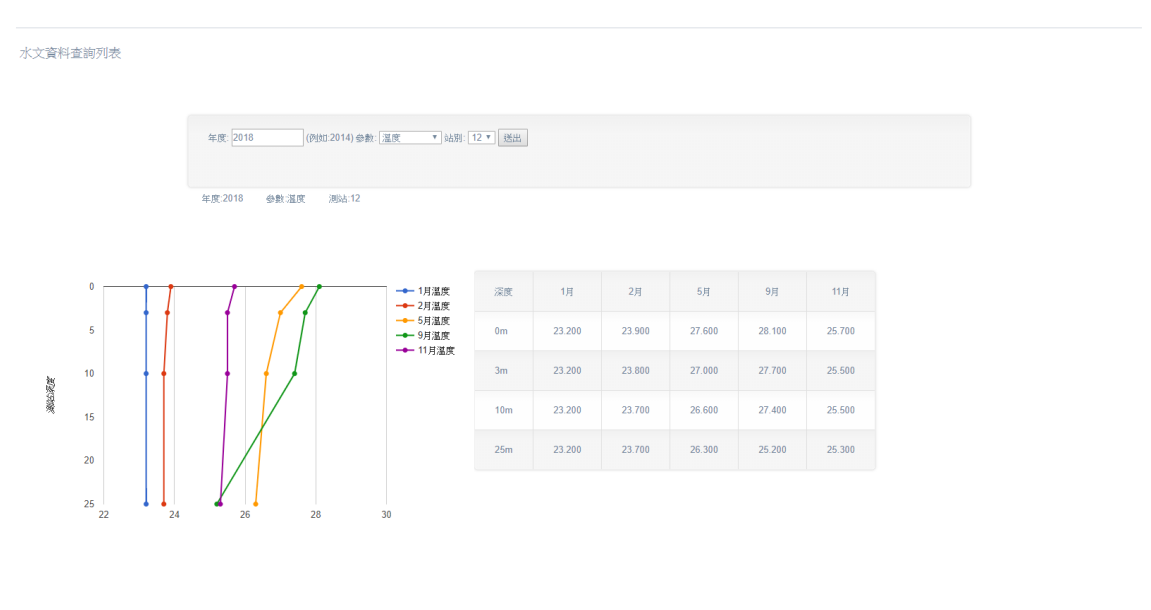 水文資料查詢列表
年度: 2018 (例如:2014) 參數: 溫度 站別: 12 送出
年度:2018 參數:溫度 測站:12
0
5
10
15
20
25
22 24 26 28 30
測站深度
1月溫度
2月溫度
5月溫度
9月溫度
11月溫度
深度 1月 2月 5月 9月 11月
0m 23.200 23.900 27.600 28.100 25.700
3m 23.200 23.800 27.000 27.700 25.500
10m 23.200 23.700 26.600 27.400 25.500
25m 23.200 23.700 26.300 25.200 25.300